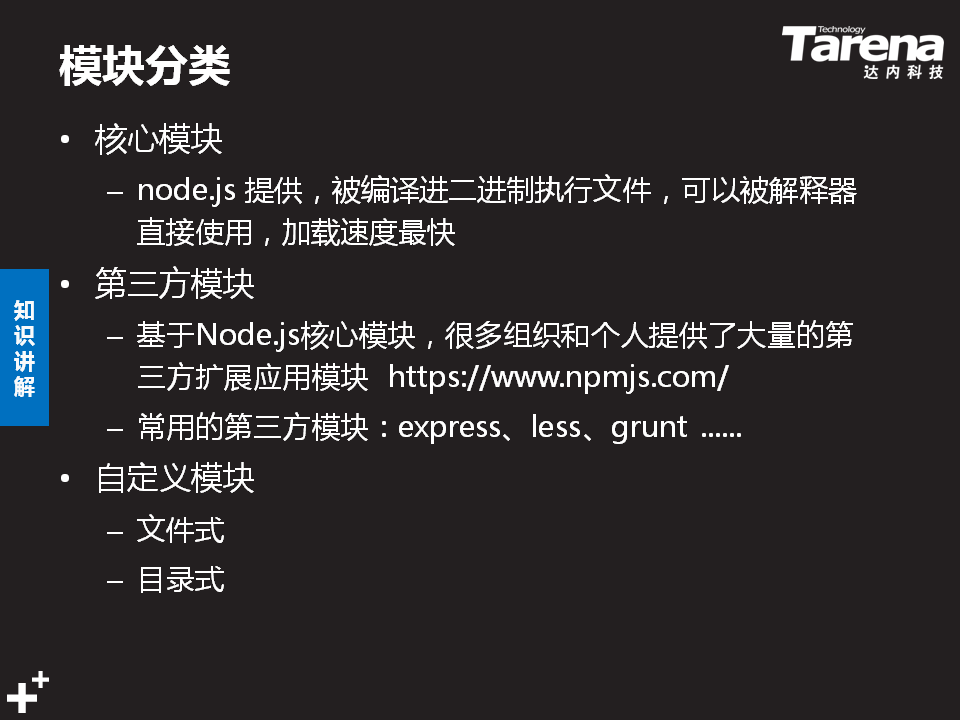 模块分类
Technology
Tarena
达内科技
• 核心模块
– node.js 提供，被编译进二进制执行文件，可以被解释器
直接使用，加载速度最快
• 第三方模块
– 基于Node.js核心模块，很多组织和个人提供了大量的第
三方扩展应用模块 https://www.npmjs.com/
– 常用的第三方模块：express、less、grunt ......
• 自定义模块
– 文件式
– 目录式
知识讲解